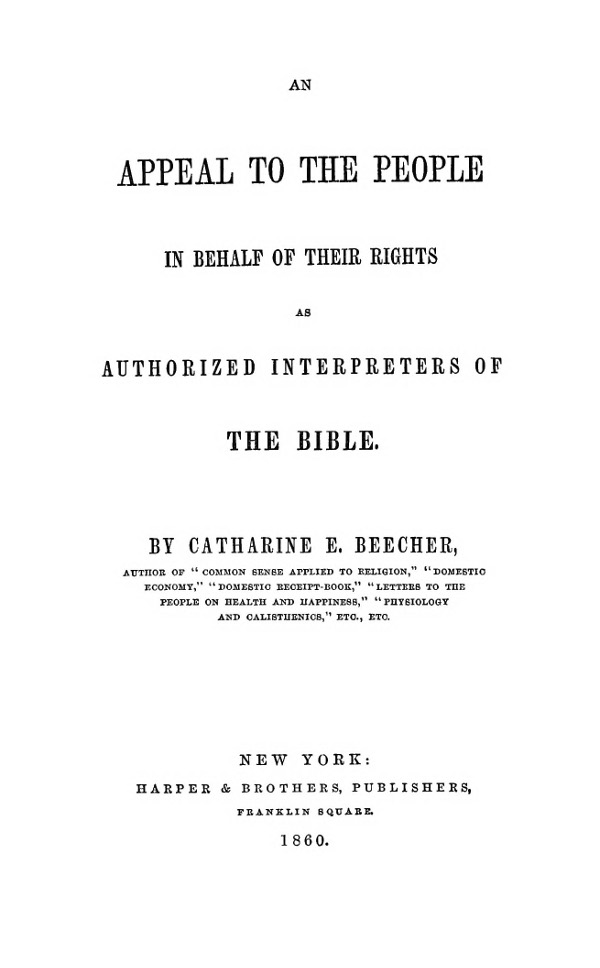 AN
APPEAL TO THE PEOPLE
IN BEHALF OF THEIR RIGHTS
AS
AUTHORIZED INTERPRETERS OF
THE BIBLE.
BY CATHARINE E. BEECHER,
AUTHOR OF "COMMON SENSE APPLIED TO RELIGION," "DOMESTIC
ECONOMY," "DOMESTIC RECEIPT-BOOK," "LETTERS TO THE
PEOPLE ON HEALTH AND HAPPINESS," "PHYSIOLOGY
AND CALISTHENICS," ETC., ETC.
NEW YORK:
HARPER & BROTHERS, PUBLISHERS,
FRANKLIN SQUARE.
1860.